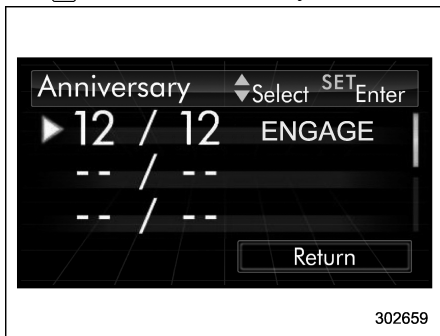 Anniversary Select SET Enter
12 / 12 ENGAGE
-- / --
-- / --
Return
302659